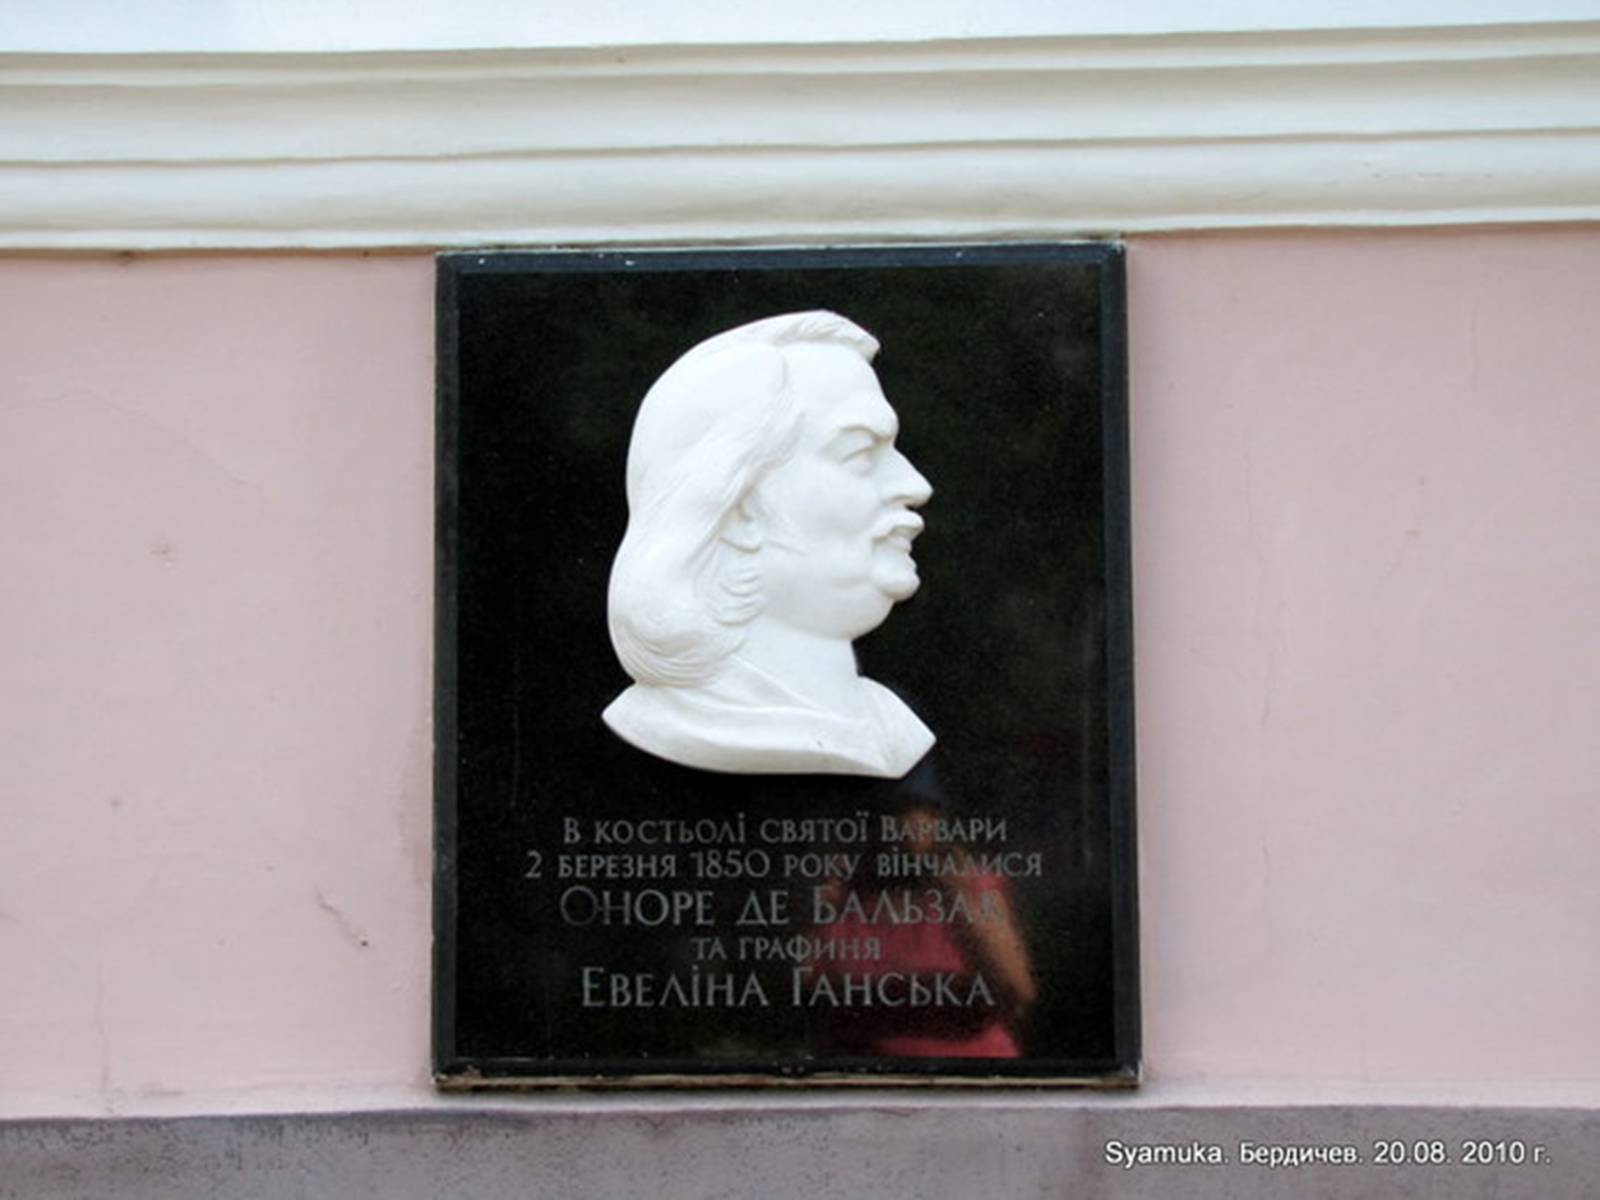 В костьолі святої Варвари
2 березня 1850 року вінчалися
Оноре де Бальзак
та графиня
Евеліна Ганська
Syamuka. Бердичев. 20.08. 2010 г.